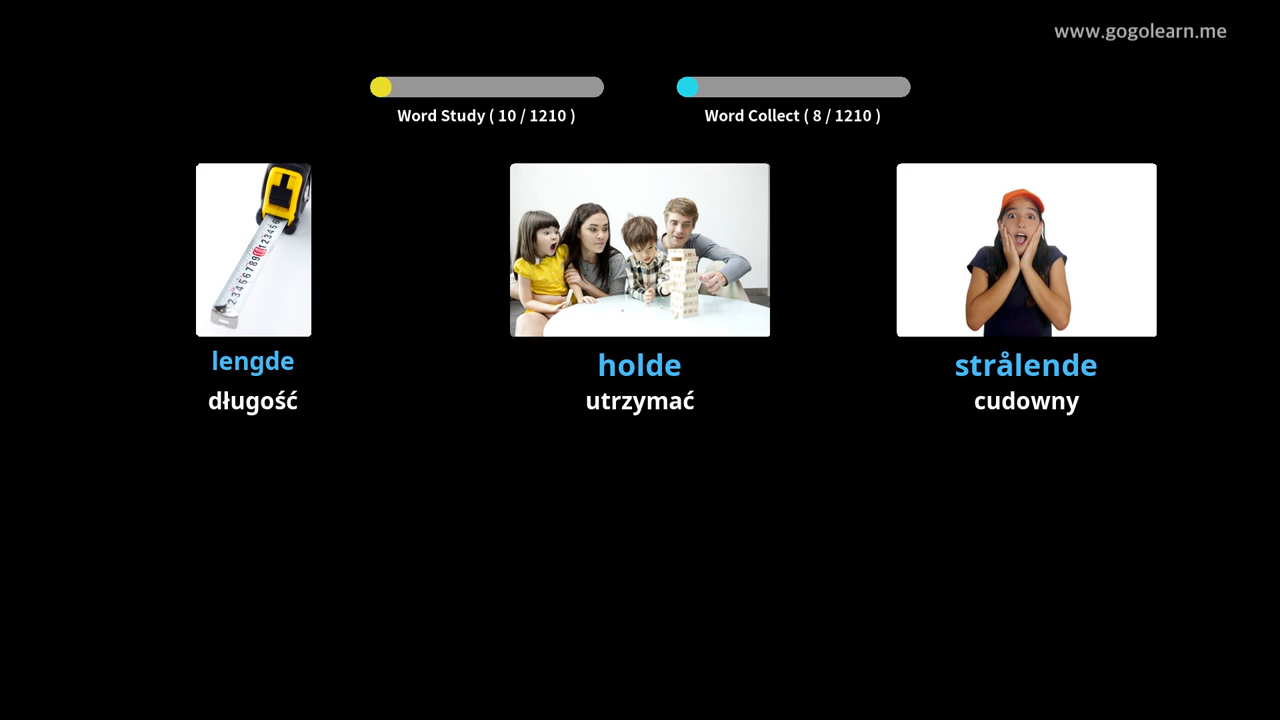 www.gogolearn.me
Word Study ( 10 / 1210 )
Word Collect ( 8 / 1210 )
lengde
holde
strålende
długość
utrzymać
cudowny